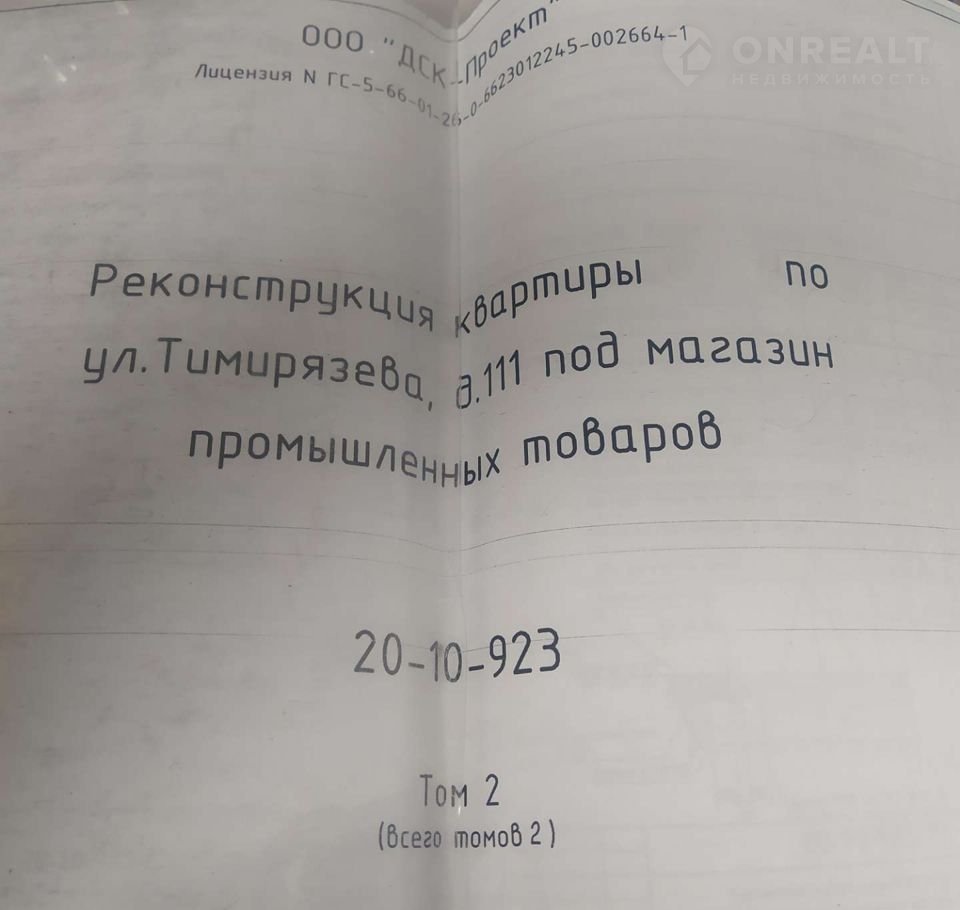 ООО "ДСК-Проект"
Лицензия N ГС-5-66-01-26-0-6623012245-002664-1
ONREALT
НЕДВИЖИМОСТЬ
Реконструкция квартиры по
ул.Тимирязева, д.111 под магазин
промышленных товаров
20-10-923
Том 2
(всего томов 2)